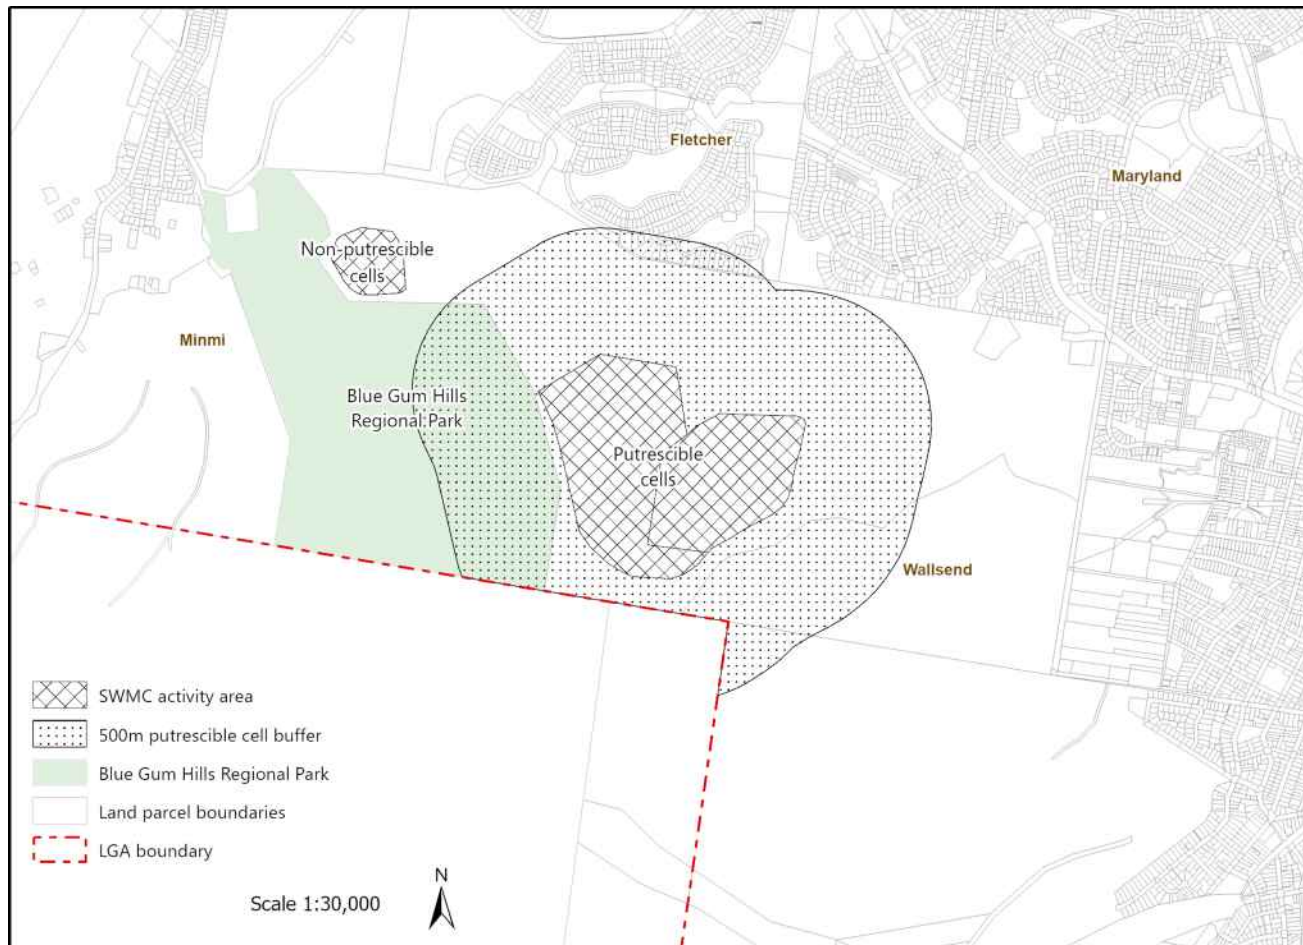 Fletcher
Maryland
Non-putrescible
cells
Minmi
Blue Gum Hills
Regional Park
Putrescible
cells
Wallsend
SWMC activity area
500m putrescible cell buffer
Blue Gum Hills Regional Park
Land parcel boundaries
LGA boundary
N
Scale 1:30,000